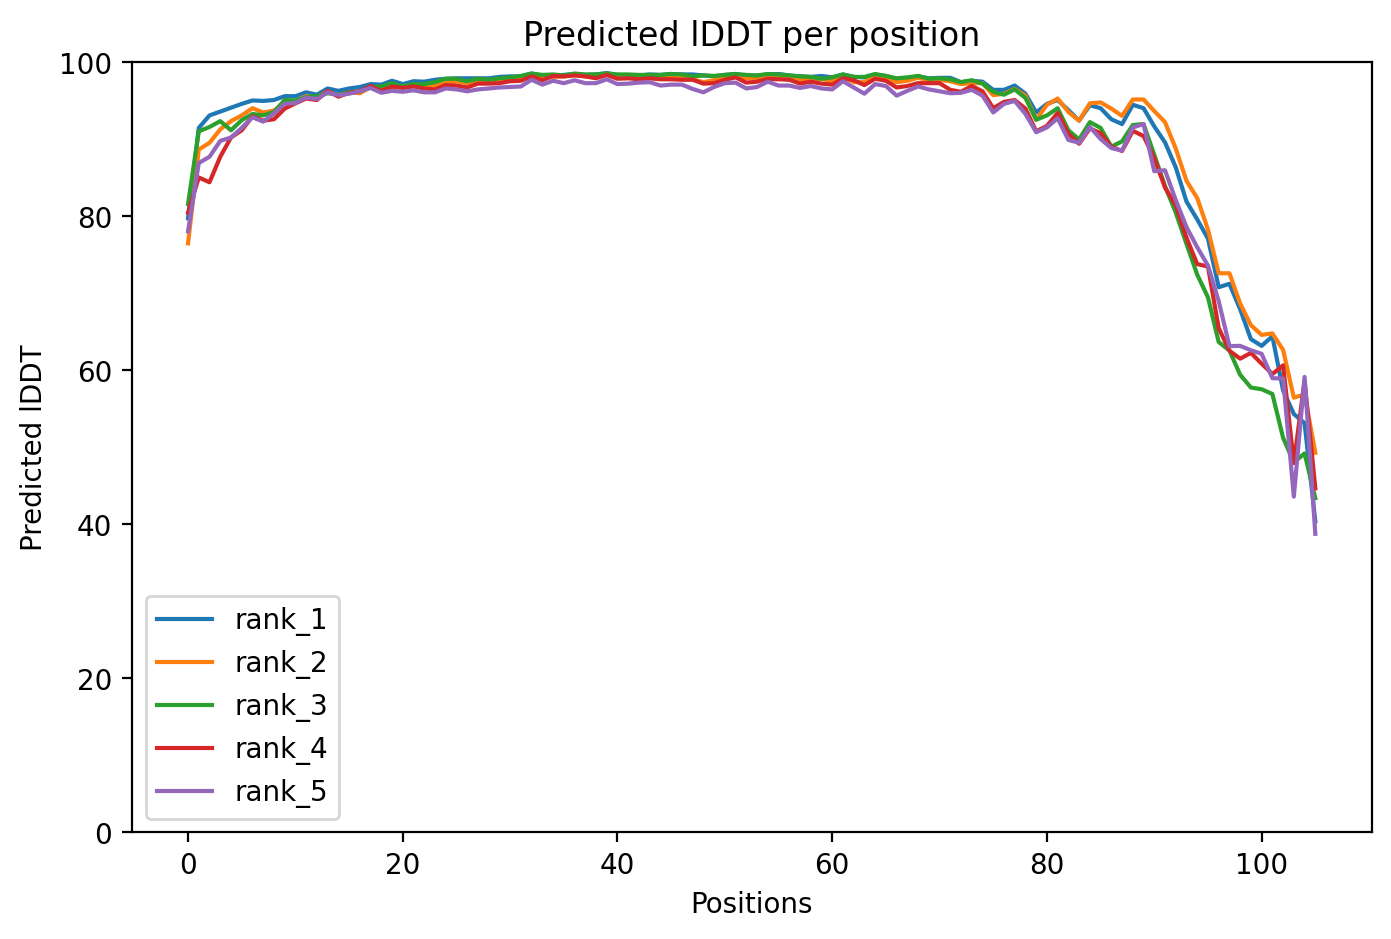 Predicted lDDT per position
100
80
60
40
20
0
Predicted lDDT
rank_1
rank_2
rank_3
rank_4
rank_5
0 20 40 60 80 100
Positions